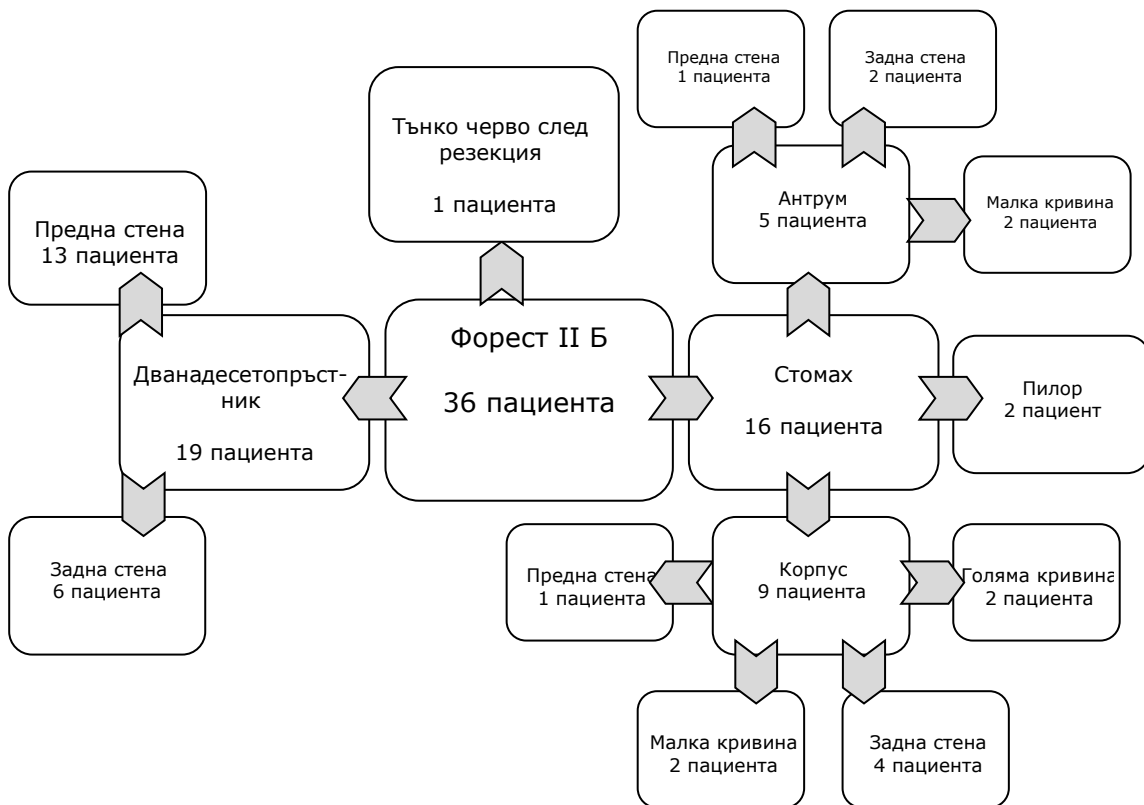 Предна стена
1 пациента
Задна стена
2 пациента
Тънко черво след
резекция
1 пациента
Антрум
5 пациента
Малка кривина
2 пациента
Предна стена
13 пациента
Форест II Б
36 пациента
Дванадесетопръст-
ник
19 пациента
Стомах
16 пациента
Пилор
2 пациент
Задна стена
6 пациента
Предна стена
1 пациента
Корпус
9 пациента
Голяма кривина
2 пациента
Малка кривина
2 пациента
Задна стена
4 пациента